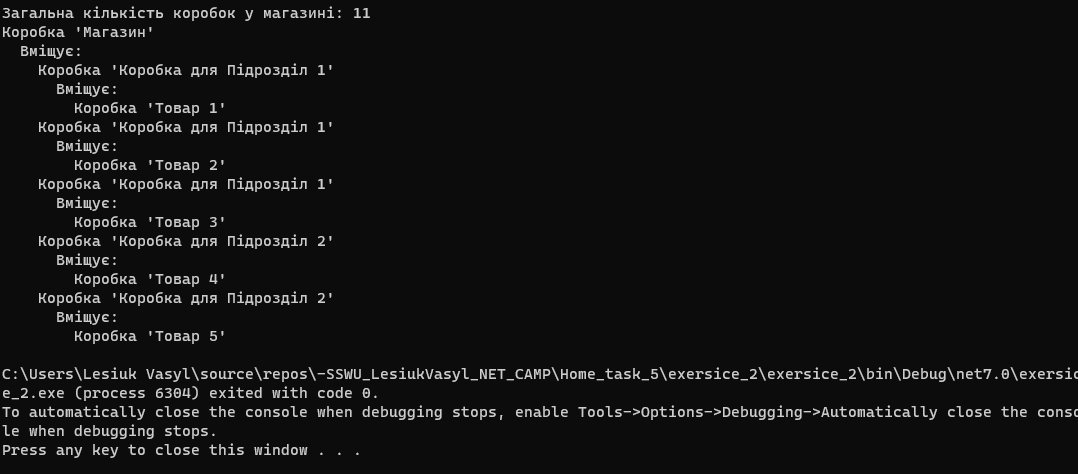 Загальна кількість коробок у магазині: 11
Коробка 'Магазин'
Вміщує:
Коробка 'Коробка для Підрозділ 1'
Вміщує:
Коробка 'Товар 1'
Коробка 'Коробка для Підрозділ 1'
Вміщує:
Коробка 'Товар 2'
Коробка 'Коробка для Підрозділ 1'
Вміщує:
Коробка 'Товар 3'
Коробка 'Коробка для Підрозділ 2'
Вміщує:
Коробка 'Товар 4'
Коробка 'Коробка для Підрозділ 2'
Вміщує:
Коробка 'Товар 5'
C:\Users\Lesiuk Vasyl\source\repos\-SSWU_LesiukVasyl_NET_CAMP\Home_task_5\exersice_2\exersice_2\bin\Debug\net7.0\exersic
e_2.exe (process 6304) exited with code 0.
To automatically close the console when debugging stops, enable Tools->Options->Debugging->Automatically close the conso
le when debugging stops.
Press any key to close this window . . .